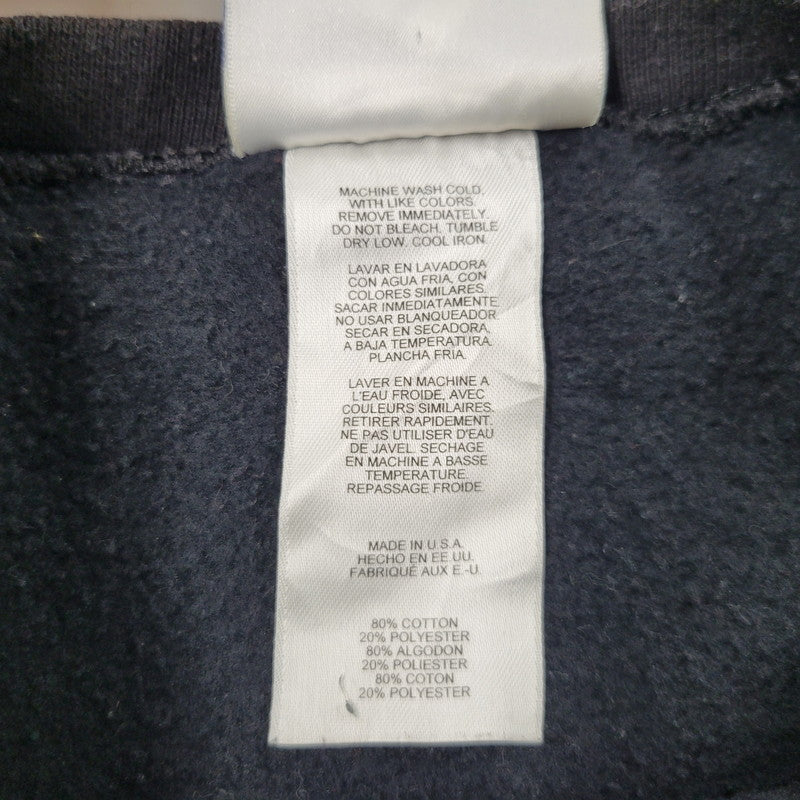 MACHINE WASH COLD,
WITH LIKE COLORS.
REMOVE IMMEDIATELY.
DO NOT BLEACH. TUMBLE
DRY LOW. COOL IRON.
LAVAR EN LAVADORA
CON AGUA FRIA, CON
COLORES SIMILARES.
SACAR INMEDIATAMENTE.
NO USAR BLANQUEADOR.
SECAR EN SECADORA,
A BAJA TEMPERATURA.
PLANCHA FRIA.
LAVER EN MACHINE A
L'EAU FROIDE, AVEC
COULEURS SIMILAIRES.
RETIRER RAPIDEMENT.
NE PAS UTILISER D'EAU
DE JAVEL. SECHAGE
EN MACHINE A BASSE
TEMPERATURE.
REPASSAGE FROIDE.
MADE IN U.S.A.
HECHO EN EE.UU.
FABRIQUÉ AUX E.-U.
80% COTTON
20% POLYESTER
80% ALGODON
20% POLIESTER
80% COTON
20% POLYESTER